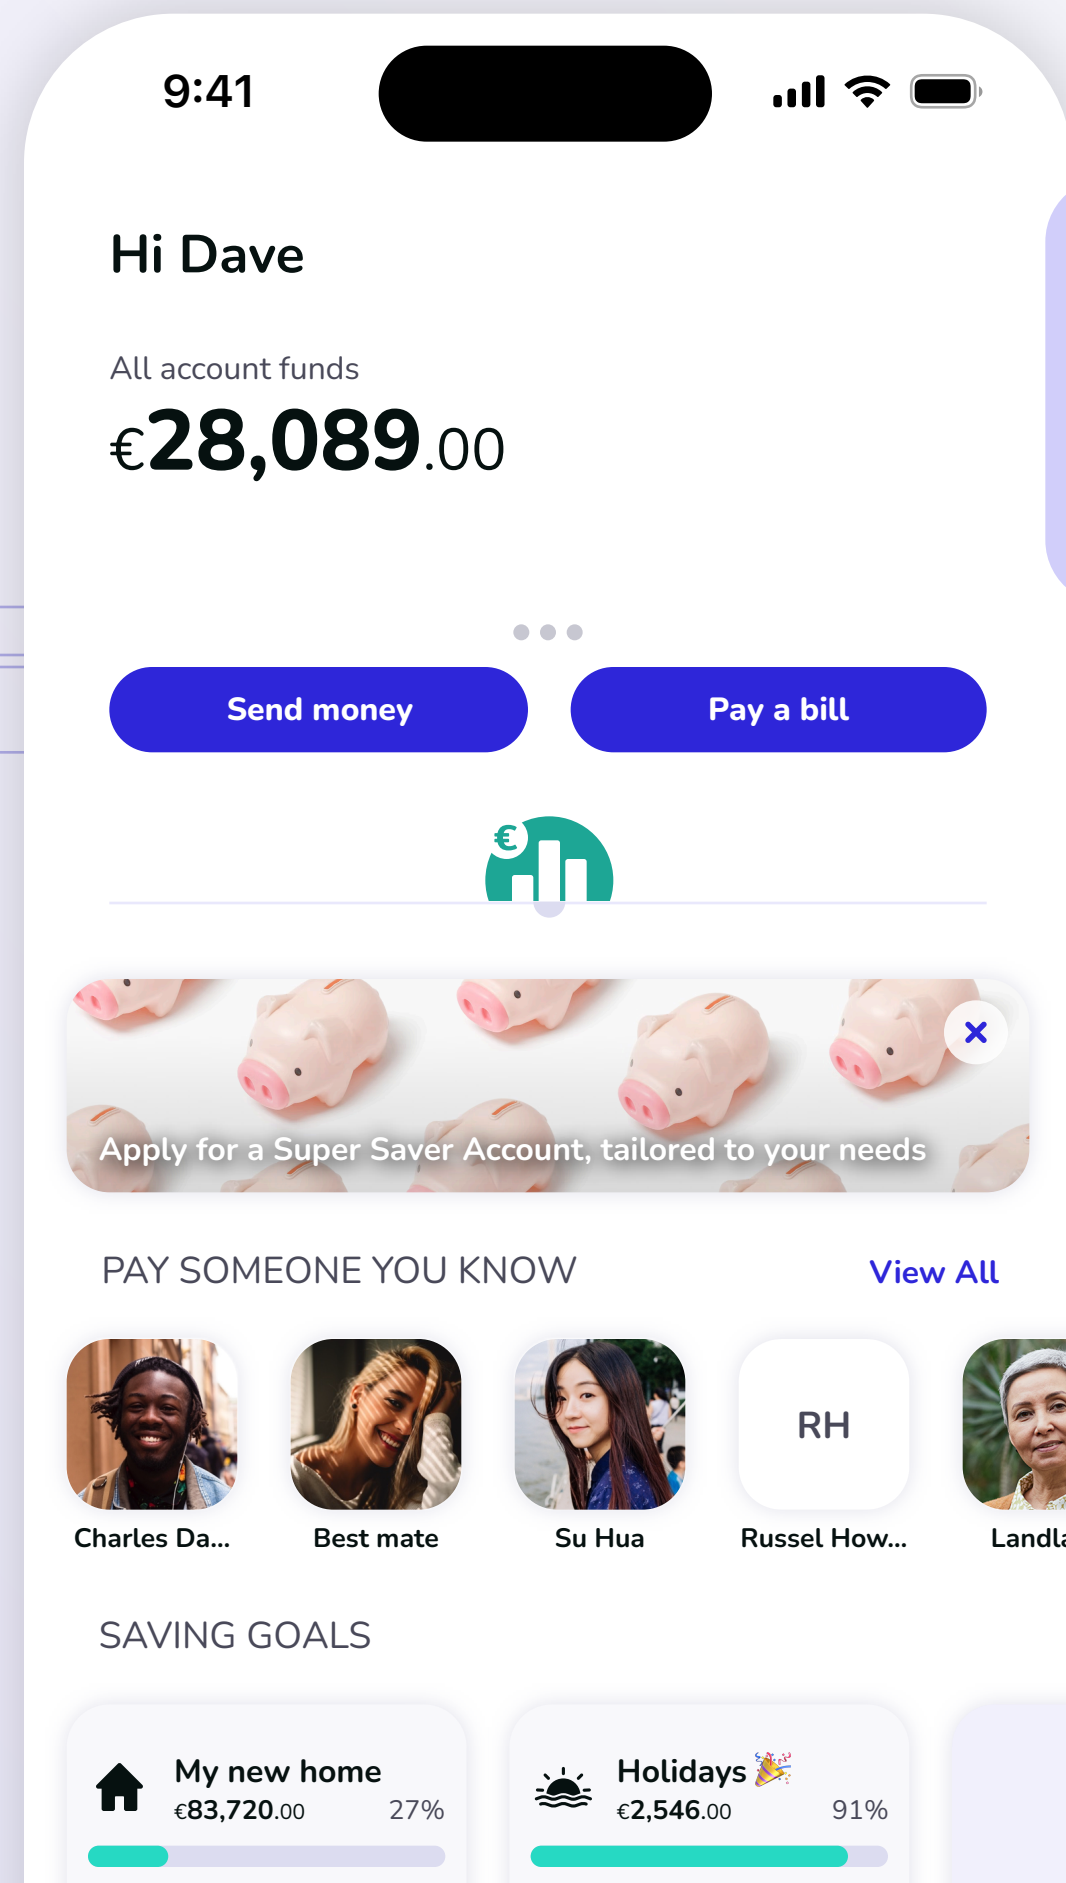 9:41
Hi Dave
All account funds
€28,089.00
Send money
Pay a bill
€
Apply for a Super Saver Account, tailored to your needs
PAY SOMEONE YOU KNOW
View All
RH
Charles Da...
Best mate
Su Hua
Russel How...
Landla
SAVING GOALS
My new home
€83,720.00
27%
Holidays 🎉
€2,546.00
91%